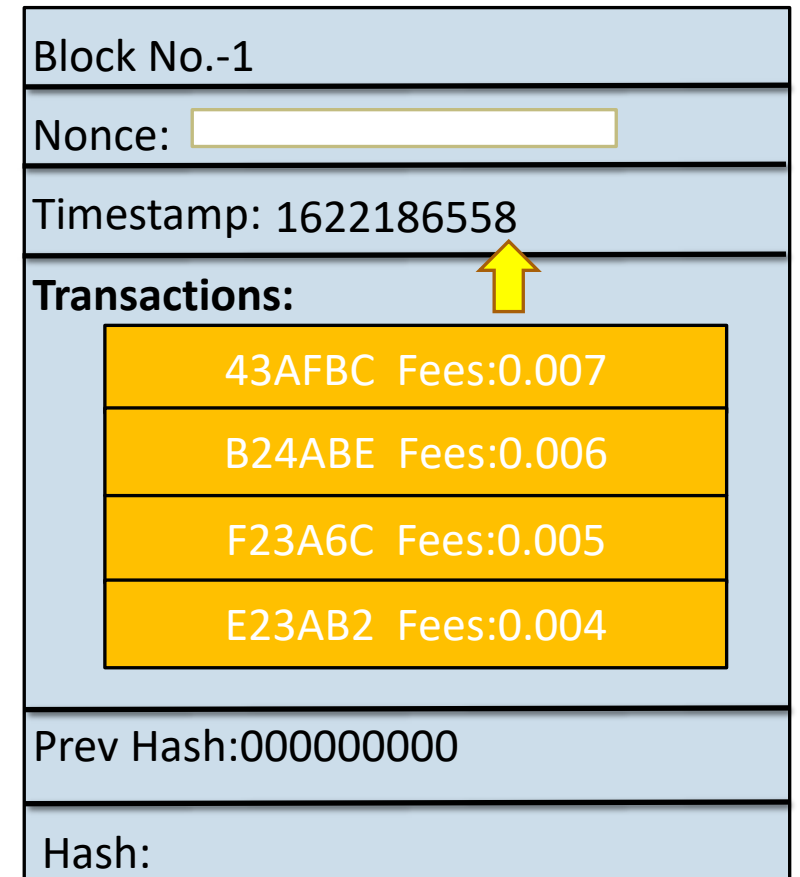 Block No.-1
Nonce:
Timestamp: 1622186558
Transactions:
43AFBC Fees:0.007
B24ABE Fees:0.006
F23A6C Fees:0.005
E23AB2 Fees:0.004
Prev Hash:000000000
Hash: